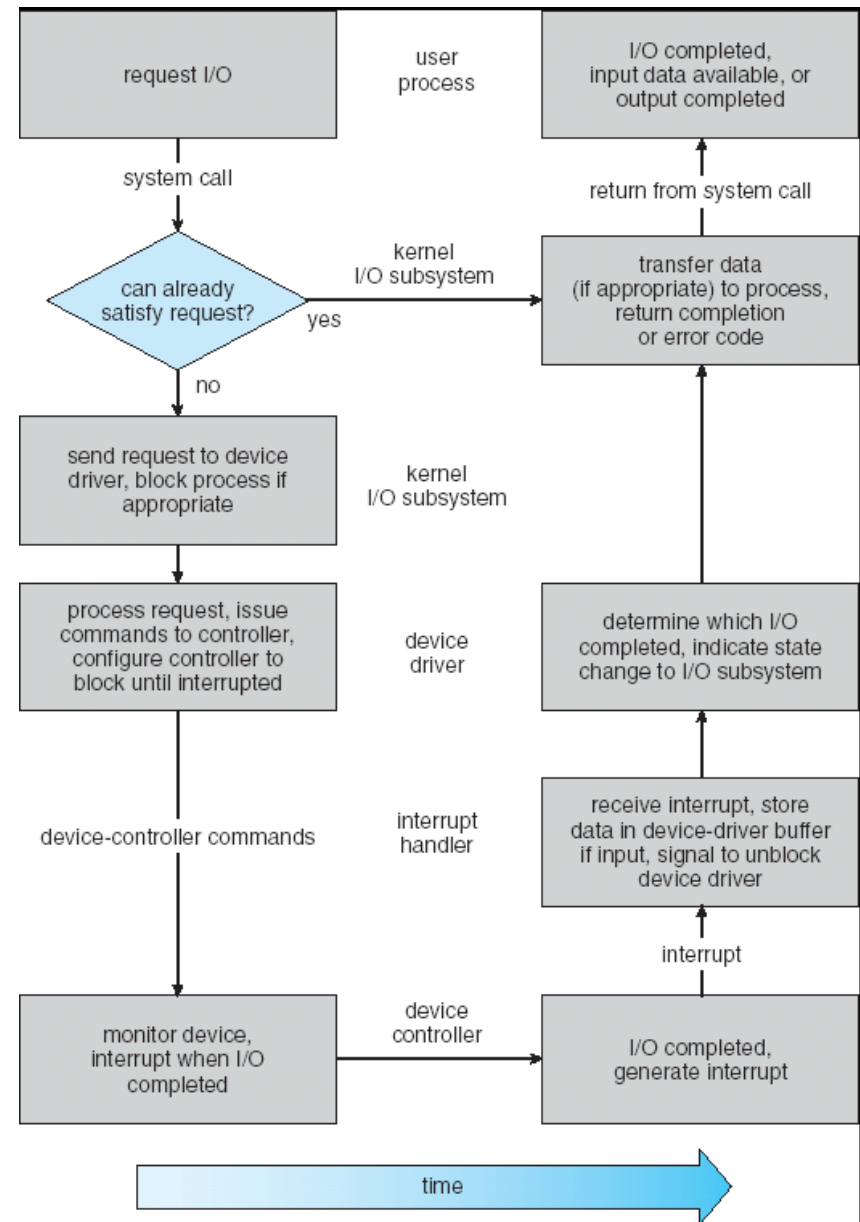 request I/O
user
process
I/O completed,
input data available, or
output completed
system call
return from system call
kernel
I/O subsystem
can already
satisfy request?
yes
transfer data
(if appropriate) to process,
return completion
or error code
no
send request to device
driver, block process if
appropriate
kernel
I/O subsystem
process request, issue
commands to controller,
configure controller to
block until interrupted
device
driver
determine which I/O
completed, indicate state
change to I/O subsystem
device-controller commands
interrupt
handler
receive interrupt, store
data in device-driver buffer
if input, signal to unblock
device driver
interrupt
monitor device,
interrupt when I/O
completed
device
controller
I/O completed,
generate interrupt
time